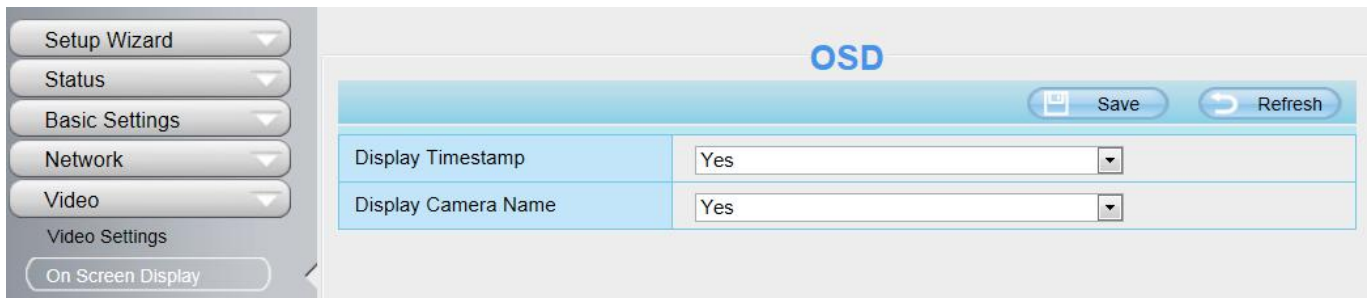 Setup Wizard
Status
Basic Settings
Network
Video
Video Settings
On Screen Display
OSD
Save Refresh
Display Timestamp Yes
Display Camera Name Yes